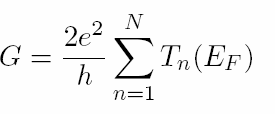 G = \frac{2e^2}{h} \sum_{n=1}^{N} T_n(E_F)